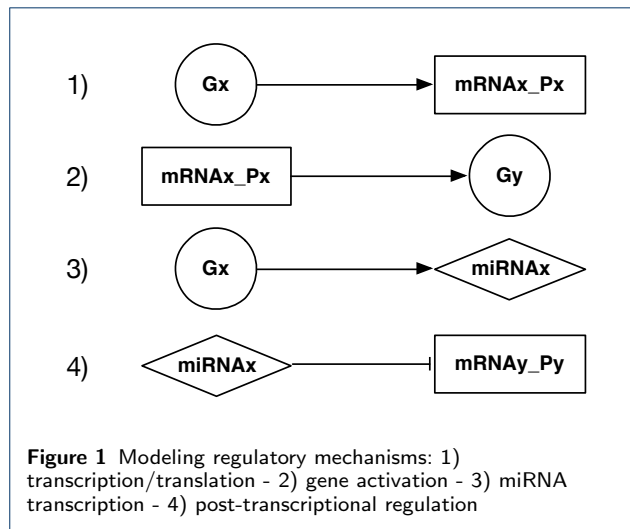 1) Gx mRNAx_Px
2) mRNAx_Px Gy
3) Gx miRNAx
4) miRNAx mRNAy_Py
Figure 1 Modeling regulatory mechanisms: 1)
transcription/translation - 2) gene activation - 3) miRNA
transcription - 4) post-transcriptional regulation